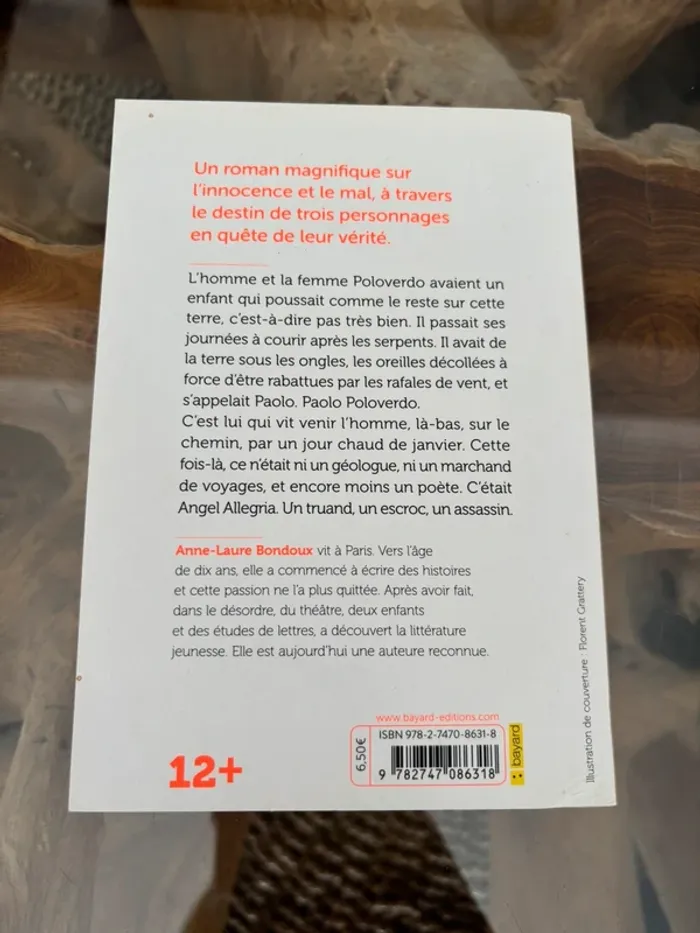 Un roman magnifique sur
l'innocence et le mal, à travers
le destin de trois personnages
en quête de leur vérité.
L'homme et la femme Poloverdo avaient un
enfant qui poussait comme le reste sur cette
terre, c'est-à-dire pas très bien. Il passait ses
journées à courir après les serpents. Il avait de
la terre sous les ongles, les oreilles décollées à
force d'être rabattues par les rafales de vent, et
s'appelait Paolo. Paolo Poloverdo.
C'est lui qui vit venir l'homme, là-bas, sur le
chemin, par un jour chaud de janvier. Cette
fois-là, ce n'était ni un géologue, ni un marchand
de voyages, et encore moins un poète. C'était
Angel Allegria. Un truand, un escroc, un assassin.
Anne-Laure Bondoux vit à Paris. Vers l'âge
de dix ans, elle a commencé à écrire des histoires
et cette passion ne l'a plus quittée. Après avoir fait,
dans le désordre, du théâtre, deux enfants
et des études de lettres, a découvert la littérature
jeunesse. Elle est aujourd'hui une auteure reconnue.
Illustration de couverture : Florent Grattery
www.bayard-editions.com
ISBN 978-2-7470-8631-8
6,50€
9 782747 086318
bayard
12+